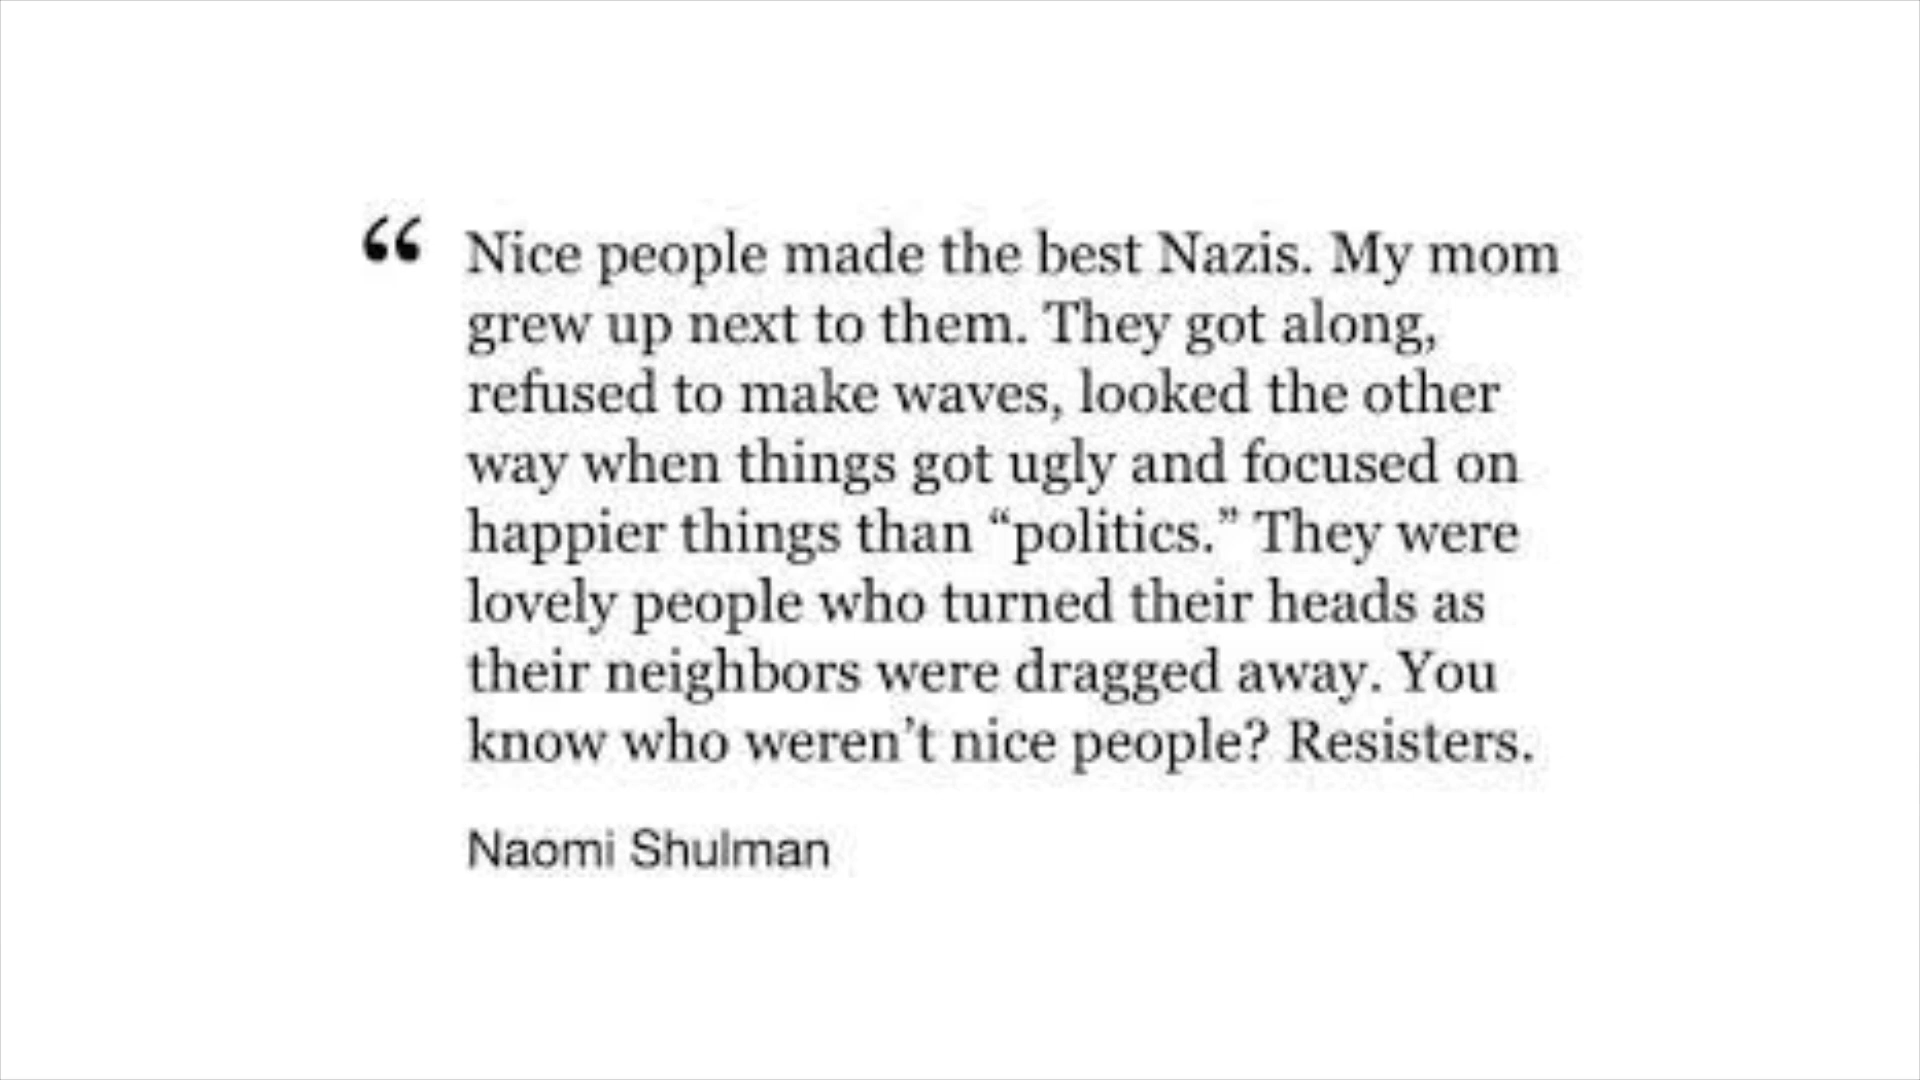 “ Nice people made the best Nazis. My mom
grew up next to them. They got along,
refused to make waves, looked the other
way when things got ugly and focused on
happier things than “politics.” They were
lovely people who turned their heads as
their neighbors were dragged away. You
know who weren’t nice people? Resisters.
Naomi Shulman